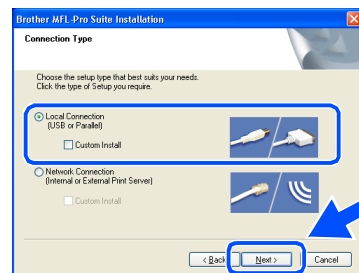 Brother MFL-Pro Suite Installation
Connection Type
Choose the setup type that best suits your needs.
Click the type of Setup you require.
Local Connection
(USB or Parallel)
Custom Install
Network Connection
(Internal or External Print Server)
Custom Install
< Back
Next >
Cancel